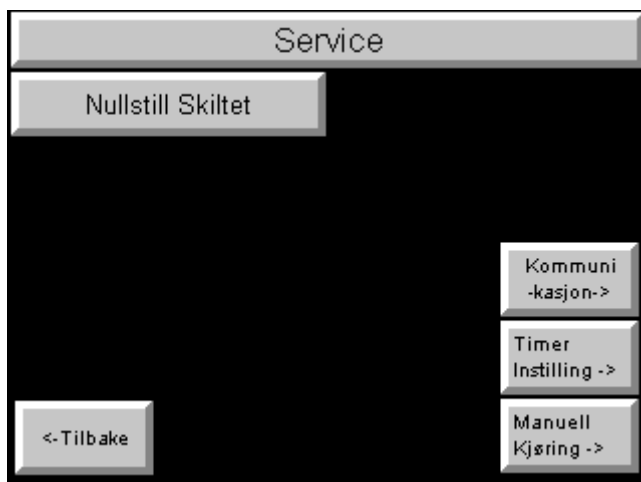 Service
Nullstill Skiltet
Kommuni
-kasjon->
Timer
Instilling ->
<-Tilbake
Manuell
Kjøring ->